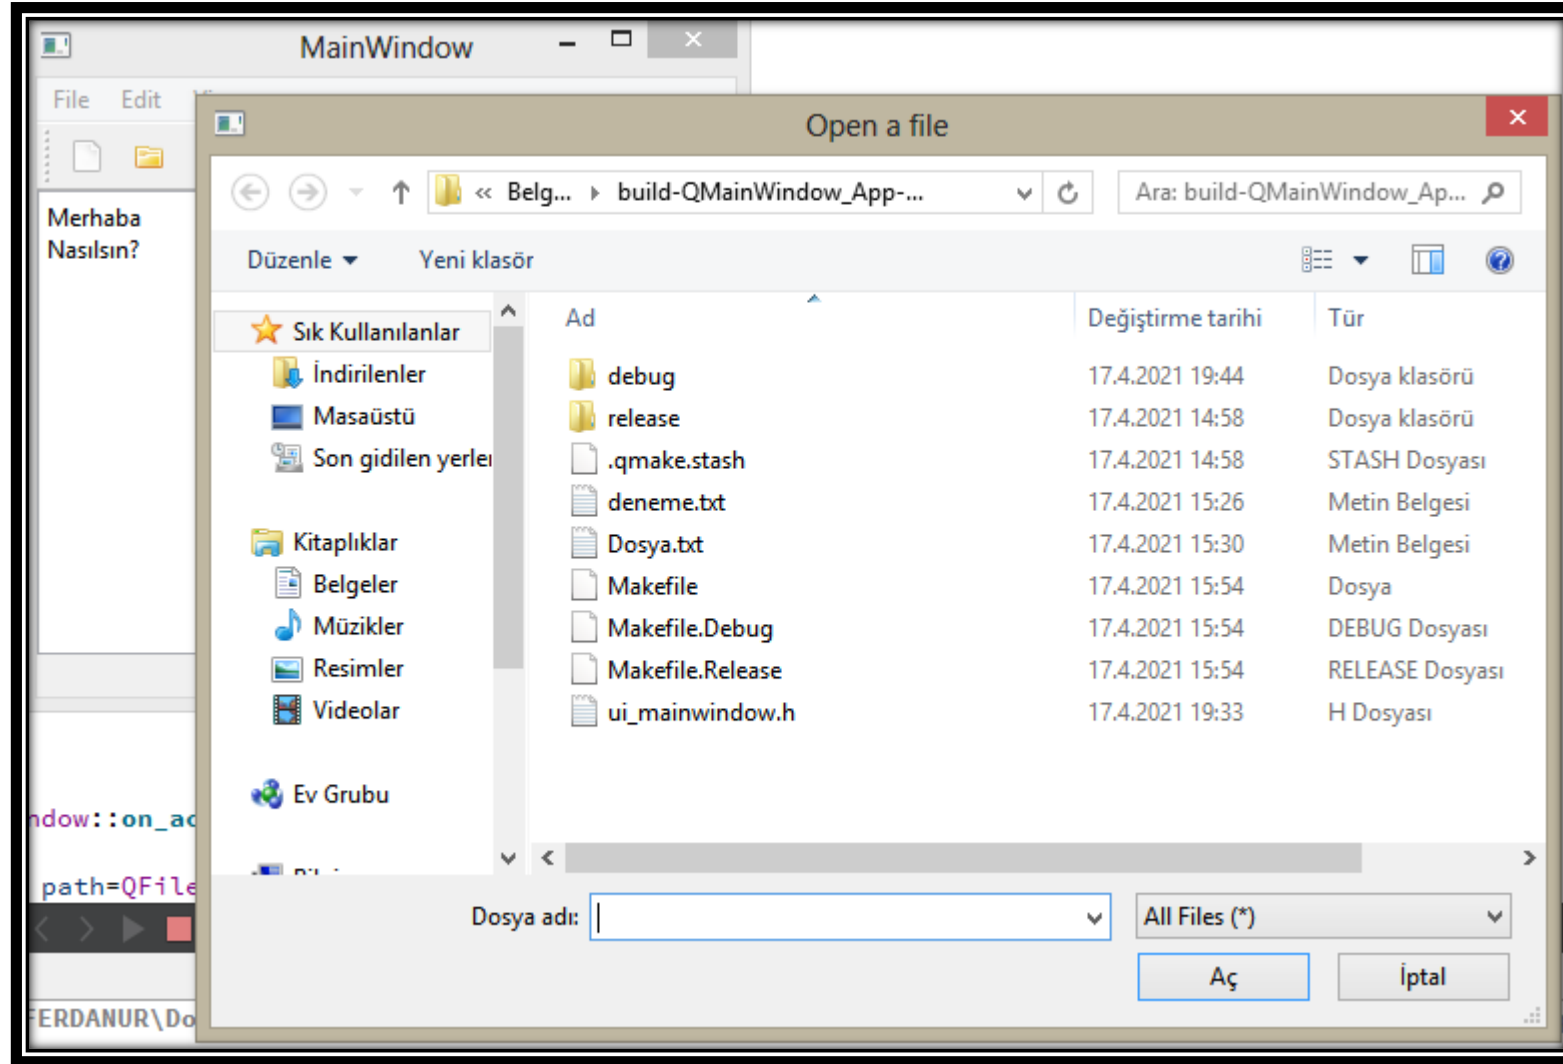 MainWindow
File Edit
Open a file
« Belg... build-QMainWindow_App-...
Ara: build-QMainWindow_Ap...
Merhaba
Nasılsın?
Düzenle Yeni klasör
Sık Kullanılanlar
İndirilenler
Masaüstü
Son gidilen
Kitaplıklar
Belgeler
Müzikler
Resimler
Videolar
Ev Grubu
Ad Değiştirme tarihi Tür
debug 17.4.2021 19:44 Dosya klasörü
release 17.4.2021 14:58 Dosya klasörü
.qmake.stash 17.4.2021 14:58 STASH Dosyası
deneme.txt 17.4.2021 15:26 Metin Belgesi
Dosya.txt 17.4.2021 15:30 Metin Belgesi
Makefile 17.4.2021 15:54 Dosya
Makefile.Debug 17.4.2021 15:54 DEBUG Dosyası
Makefile.Release 17.4.2021 15:54 RELEASE Dosyası
ui_mainwindow.h 17.4.2021 19:33 H Dosyası
ndow::on_ac
path=QFile
Dosya adı: All Files (*)
Aç İptal
FERDANUR\Do